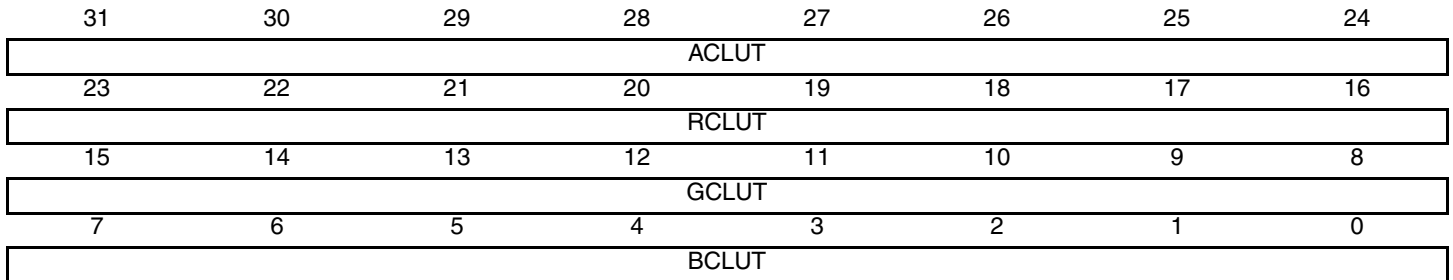 31 30 29 28 27 26 25 24
ACLUT
23 22 21 20 19 18 17 16
RCLUT
15 14 13 12 11 10 9 8
GCLUT
7 6 5 4 3 2 1 0
BCLUT